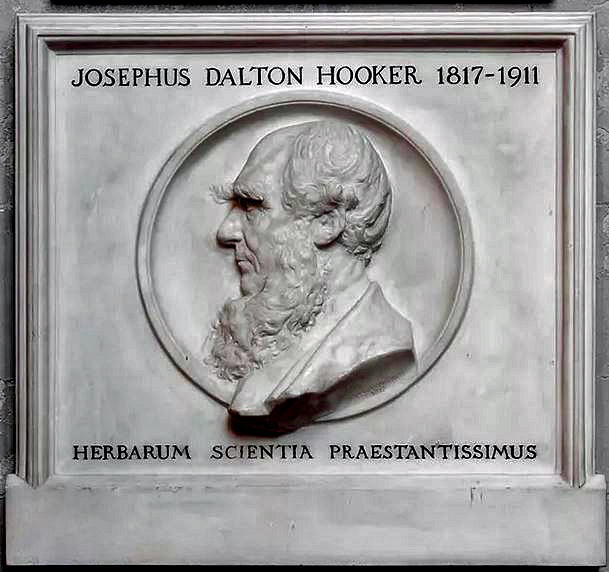 JOSEPHUS DALTON HOOKER 1817-1911
HERBARUM SCIENTIA PRAESTANTISSIMUS